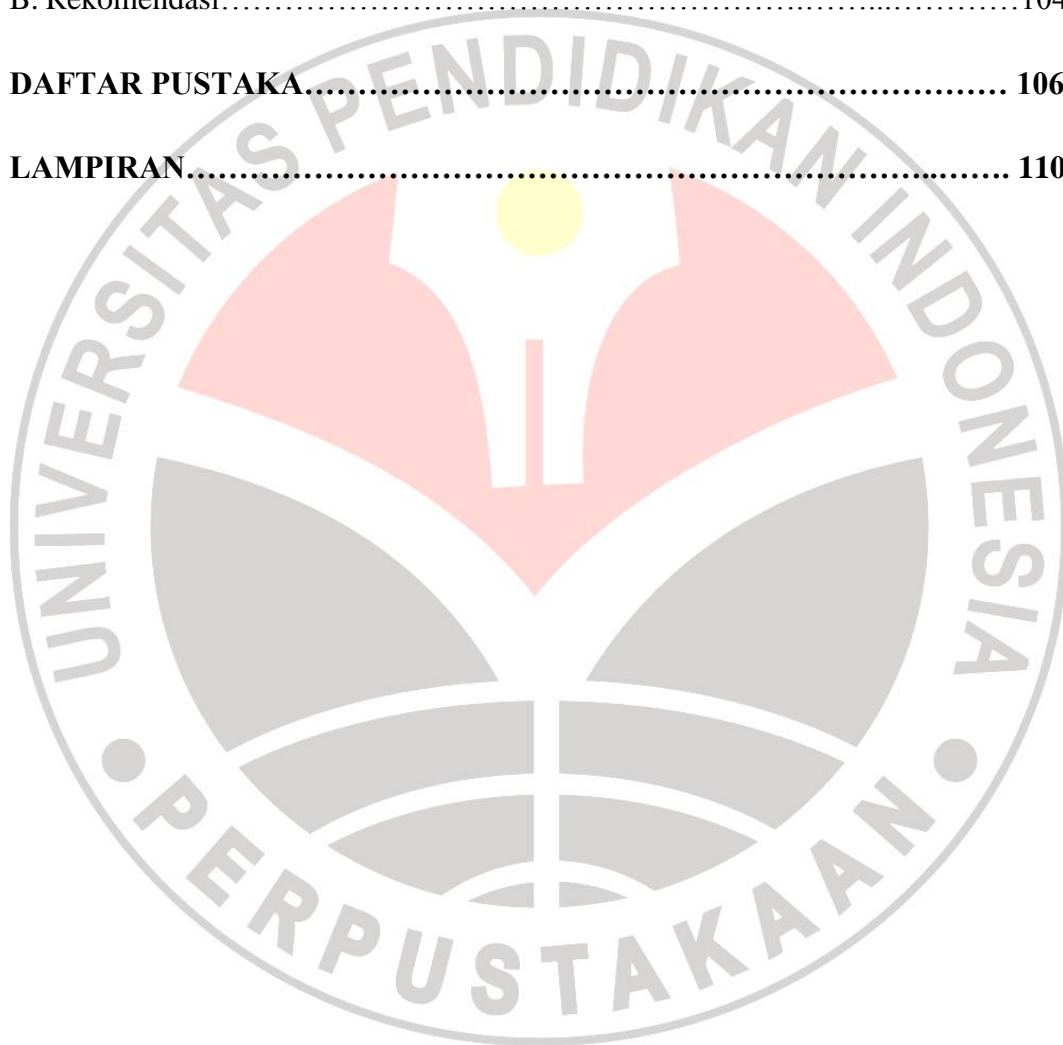 B. Rekomendasi……………………………………………………….……...…………104
DAFTAR PUSTAKA………………………………………………………… 106
LAMPIRAN……………………………………………………………...……. 110
UNIVERSITAS PENDIDIKAN INDONESIA
PERPUSTAKAAN